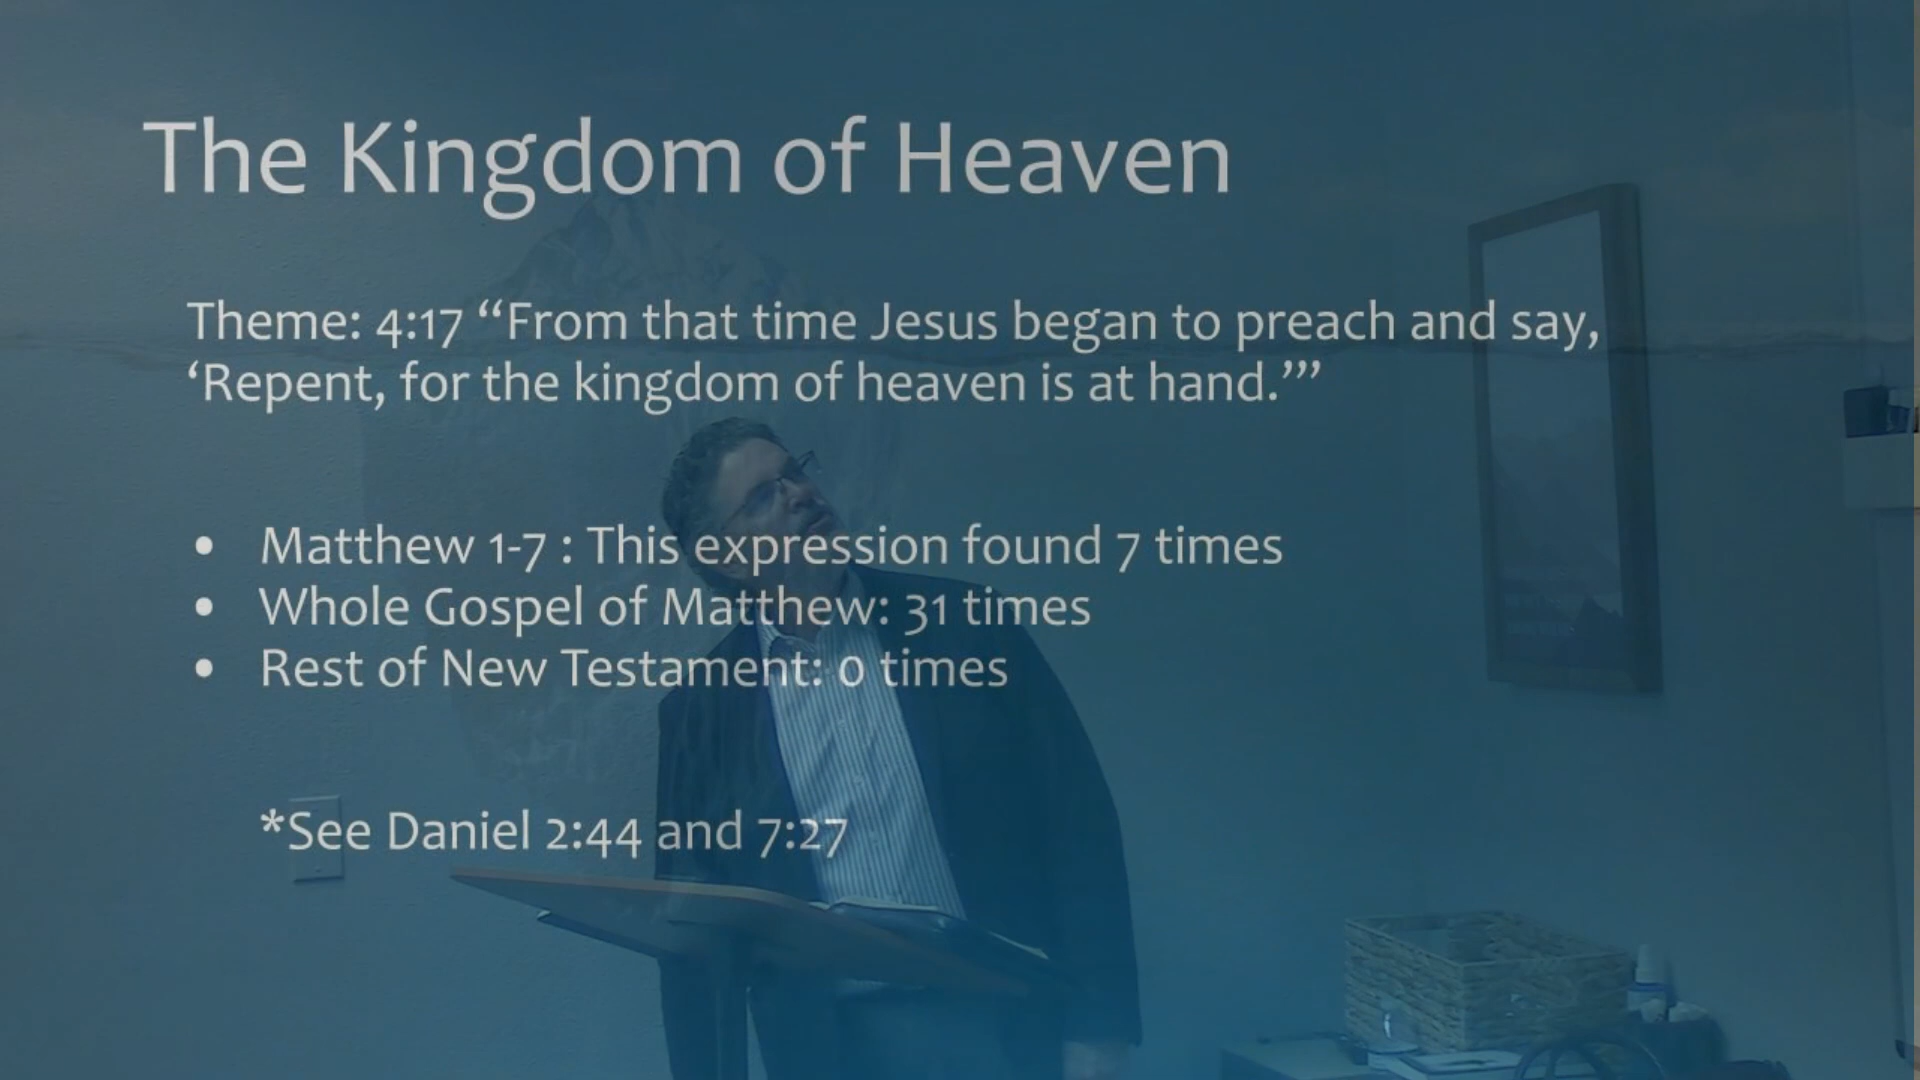 The Kingdom of Heaven
Theme: 4:17 “From that time Jesus began to preach and say,
‘Repent, for the kingdom of heaven is at hand.’”
• Matthew 1-7 : This expression found 7 times
• Whole Gospel of Matthew: 31 times
• Rest of New Testament: 0 times
*See Daniel 2:44 and 7:27